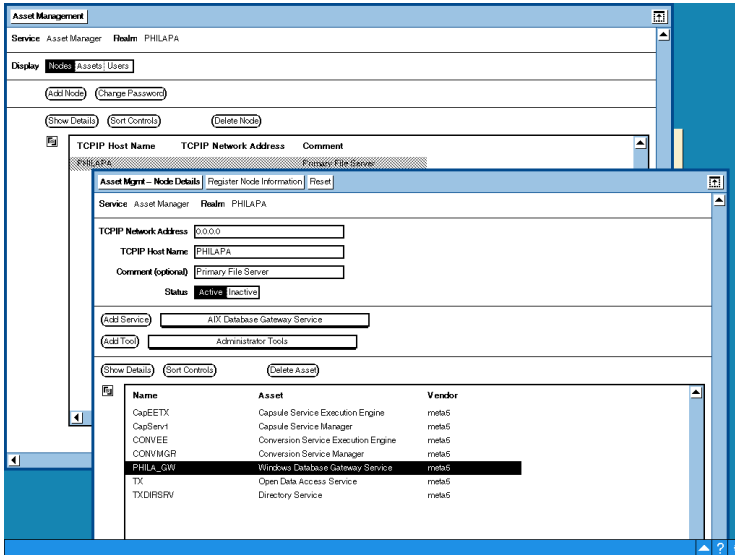 Asset Management
Service Asset Manager Realm PHILAPA
Display Nodes Assets Users
Add Node Change Password
Show Details Sort Controls Delete Node
TCPIP Host Name TCPIP Network Address Comment
PHILAPA Primary File Server
Asset Mgmt -- Node Details Register Node Information Reset
Service Asset Manager Realm PHILAPA
TCPIP Network Address 0.0.0.0
TCPIP Host Name PHILAPA
Comment (optional) Primary File Server
Status Active Inactive
Add Service AIX Database Gateway Service
Add Tool Administrator Tools
Show Details Sort Controls Delete Asset
Name Asset Vendor
CapEETX Capsule Service Execution Engine meta5
CapServ1 Capsule Service Manager meta5
CONVEE Conversion Service Execution Engine meta5
CONVMGR Conversion Service Manager meta5
PHILA_GW Windows Database Gateway Service meta5
TX Open Data Access Service meta5
TXDIRSRV Directory Service meta5
?